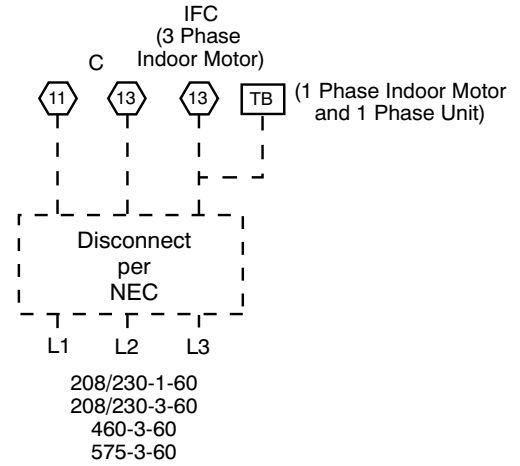 IFC
(3 Phase
Indoor Motor)
C
11 13 13 TB (1 Phase Indoor Motor
and 1 Phase Unit)
Disconnect
per
NEC
L1 L2 L3
208/230-1-60
208/230-3-60
460-3-60
575-3-60